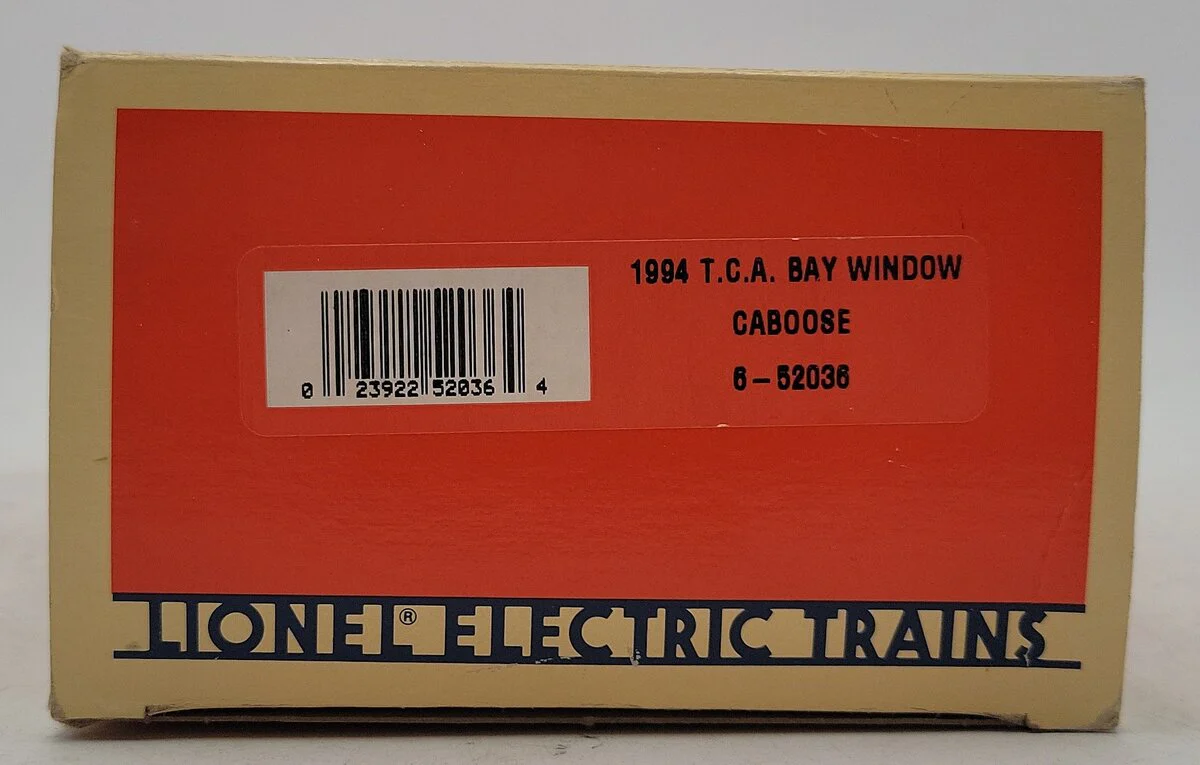 1994 T.C.A. BAY WINDOW
CABOOSE
6-52036
0 23922 52036 4
LIONEL® ELECTRIC TRAINS